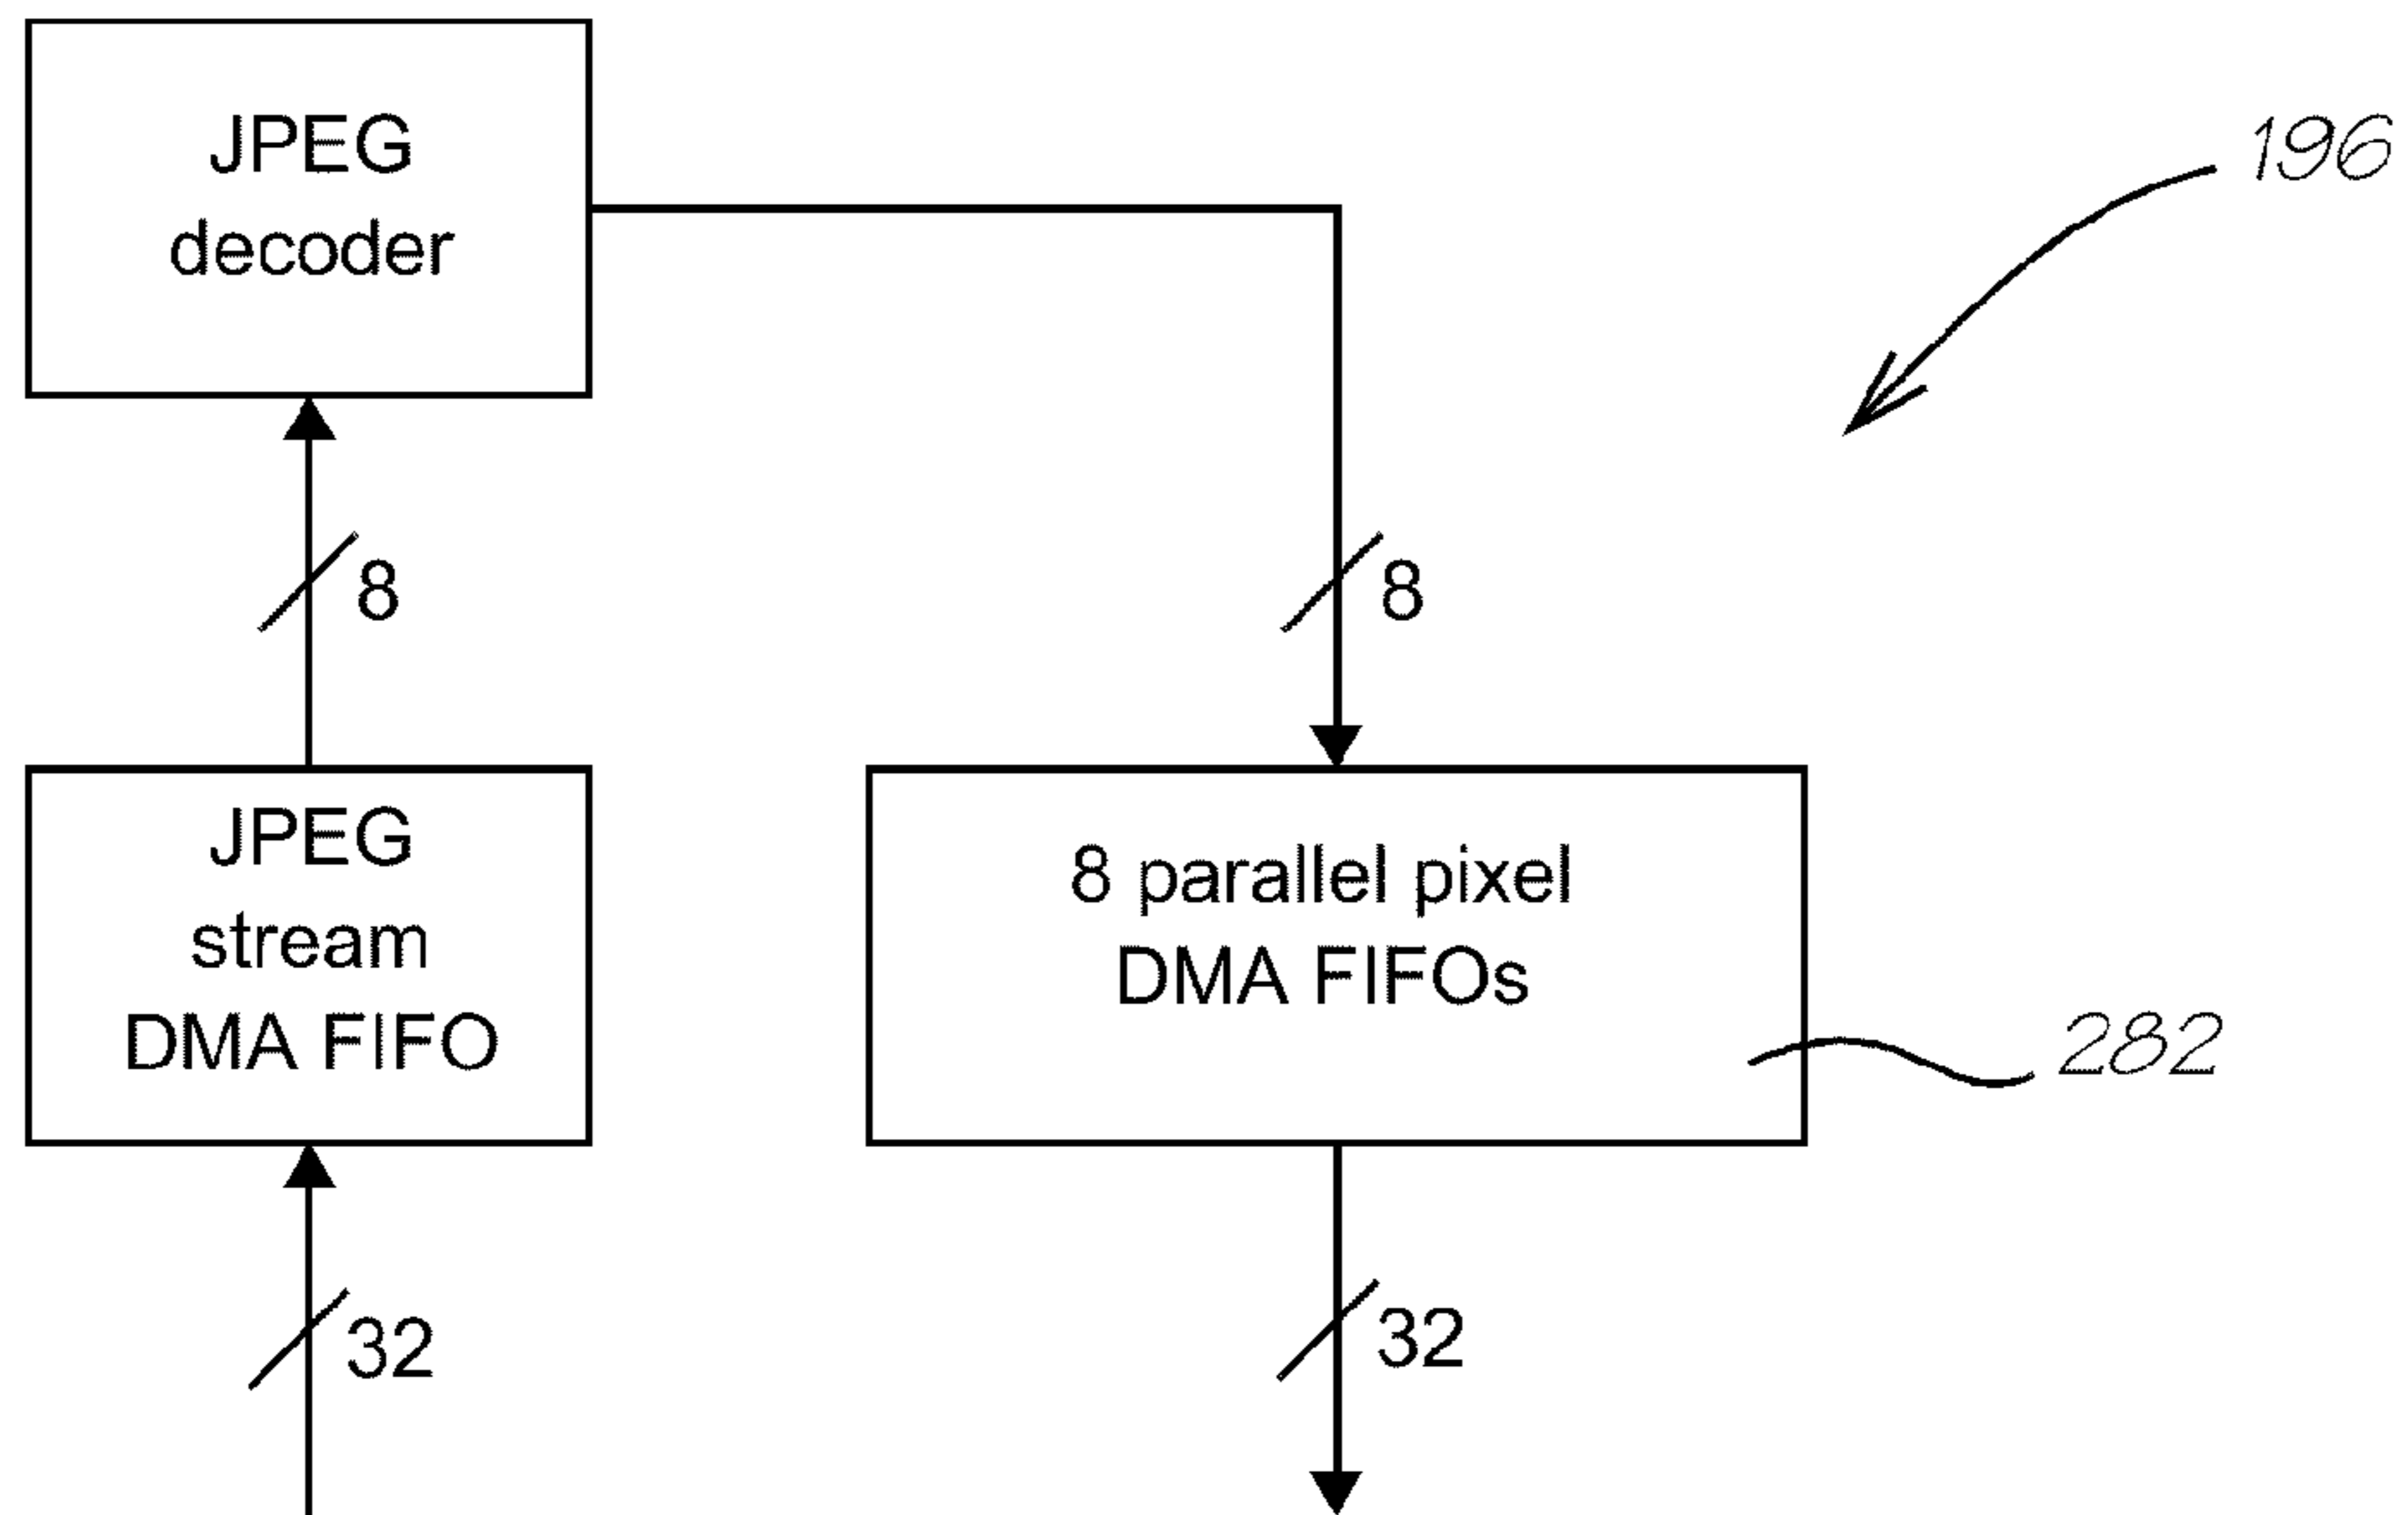 JPEG
decoder
196
8
8
JPEG
stream
DMA FIFO
8 parallel pixel
DMA FIFOs
282
32
32